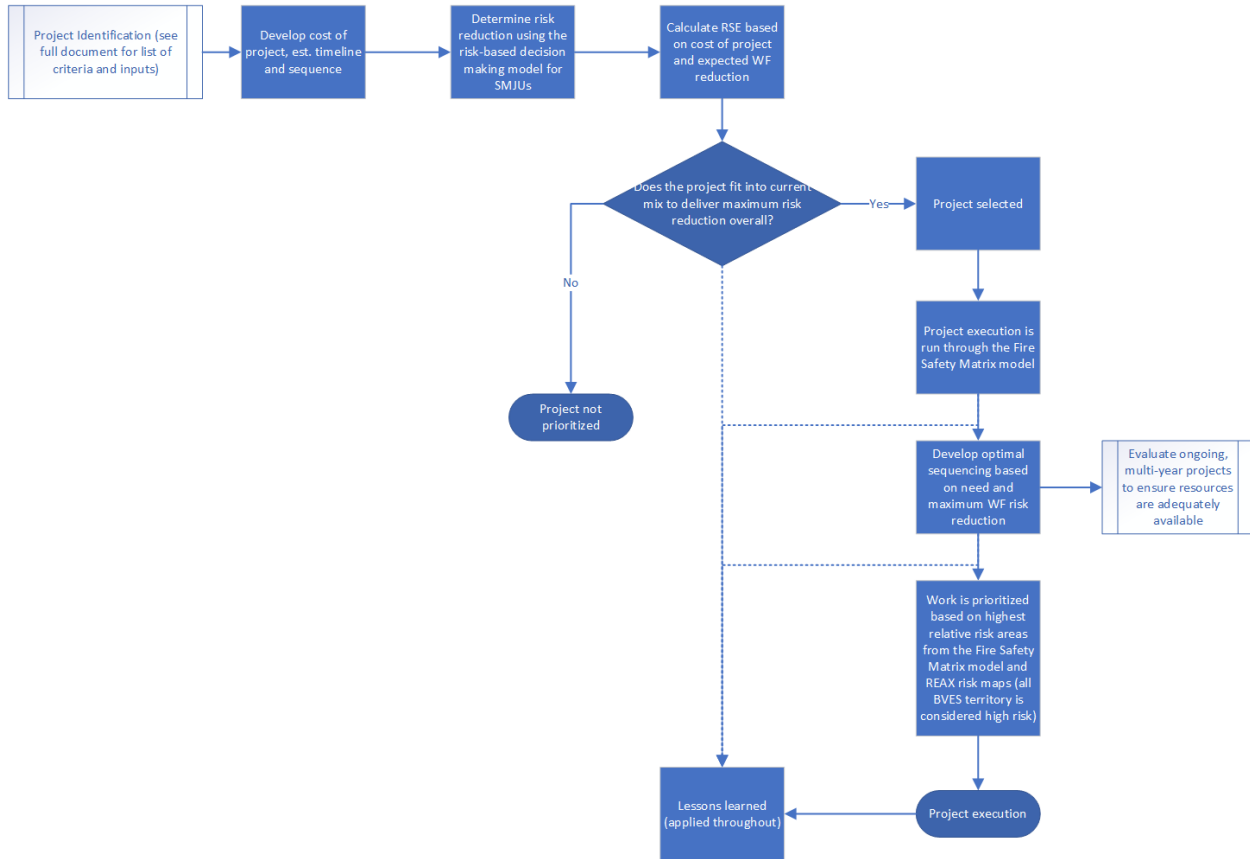 Project Identification (see
full document for list of
criteria and inputs)
Develop cost of
project, est. timeline
and sequence
Determine risk
reduction using the
risk-based decision
making model for
SMJUs
Calculate RSE based
on cost of project
and expected WF
reduction
Does the project fit into current
mix to deliver maximum risk
reduction overall?
Yes
Project selected
No
Project not
prioritized
Project execution is
run through the Fire
Safety Matrix model
Develop optimal
sequencing based
on need and
maximum WF risk
reduction
Evaluate ongoing,
multi-year projects
to ensure resources
are adequately
available
Work is prioritized
based on highest
relative risk areas
from the Fire Safety
Matrix model and
REAX risk maps (all
BVES territory is
considered high risk)
Lessons learned
(applied throughout)
Project execution